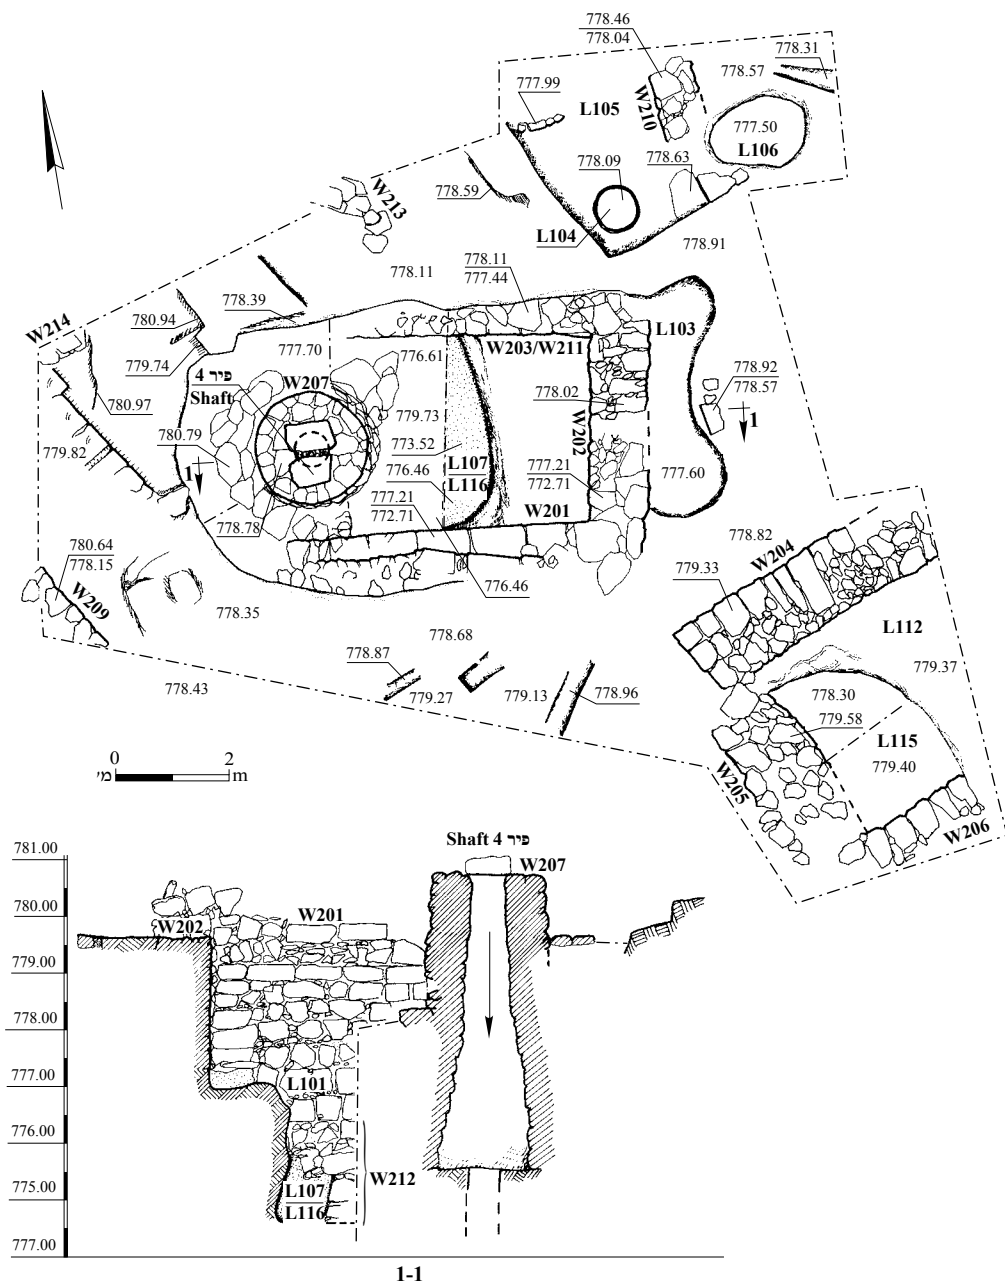 778.46
778.04
778.31
778.57
777.99
L105
W210
777.50
L106
778.09
778.63
778.59
W213
L104
778.91
778.11
778.11
777.44
778.39
780.94
W214
779.74
777.70
776.61
W203/W211
L103
פיר 4
Shaft
W207
780.97
779.82
780.79
779.73
773.52
778.02
W202
778.92
778.57
1
1
L107
L116
776.46
777.21
772.71
777.21
772.71
777.60
W201
778.78
776.46
780.64
778.15
W209
778.35
778.82
W204
779.33
L112
778.68
778.87
779.27
779.13
778.96
778.43
779.37
778.30
779.58
L115
779.40
W205
W206
0 2
מ' m
Shaft 4 פיר
W207
781.00
780.00
779.00
778.00
777.00
776.00
775.00
777.00
W202
W201
L101
W212
L107
L116
1-1